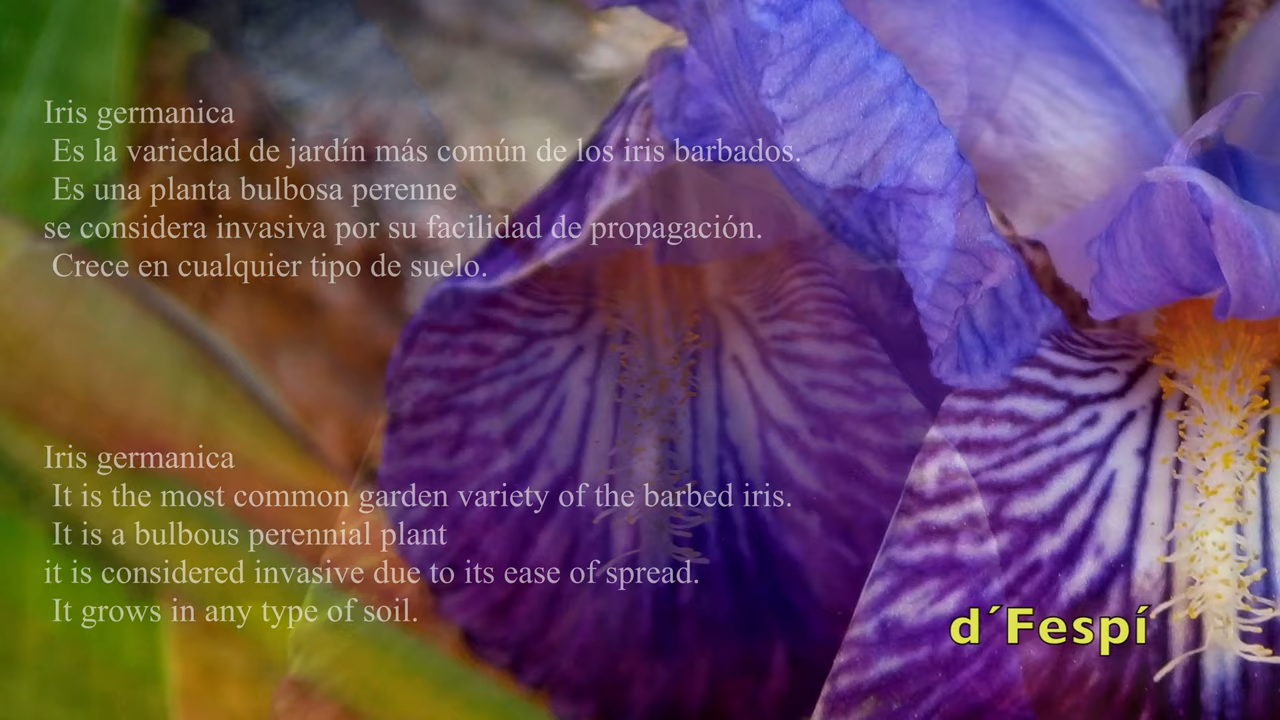 Iris germanica
Es la variedad de jardín más común de los iris barbados.
Es una planta bulbosa perenne
se considera invasiva por su facilidad de propagación.
Crece en cualquier tipo de suelo.
Iris germanica
It is the most common garden variety of the barbed iris.
It is a bulbous perennial plant
it is considered invasive due to its ease of spread.
It grows in any type of soil.
d´Fespí